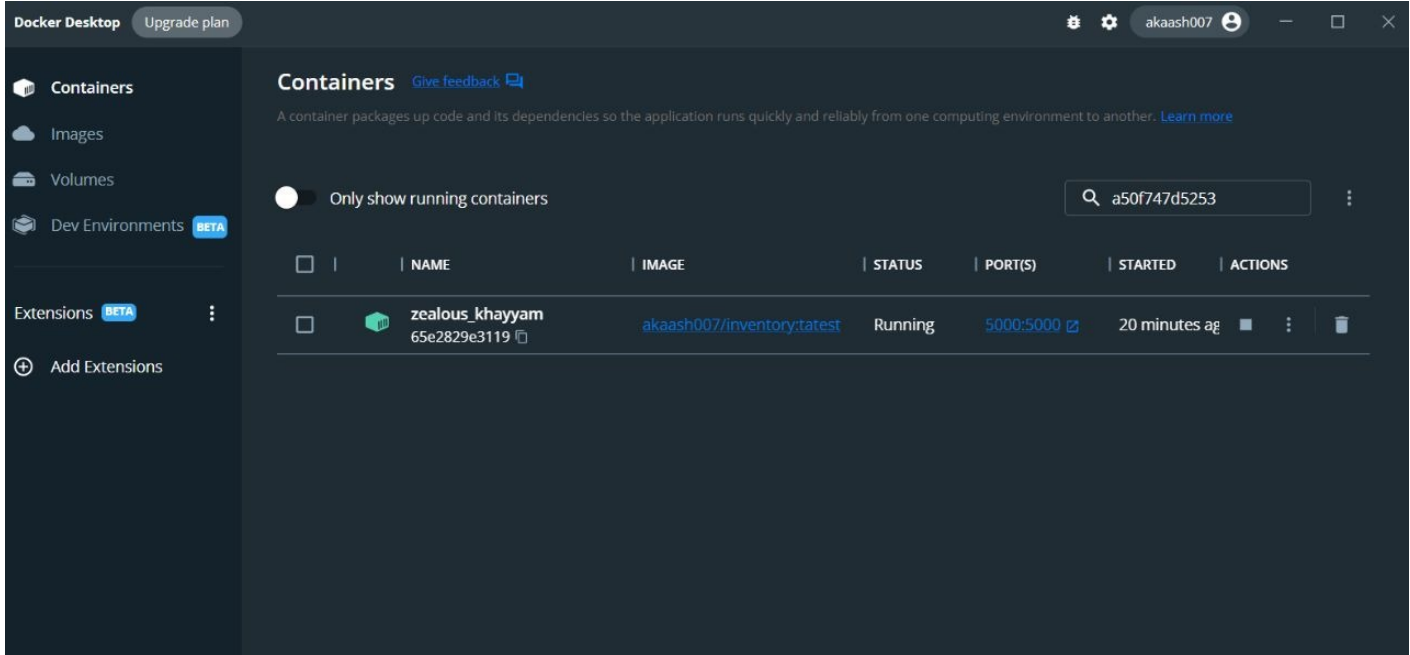 Docker Desktop Upgrade plan akaash007
Containers
Images
Volumes
Dev Environments BETA
Extensions BETA
Add Extensions
Containers Give feedback
A container packages up code and its dependencies so the application runs quickly and reliably from one computing environment to another. Learn more
Only show running containers a50f747d5253
NAME IMAGE STATUS PORT(S) STARTED ACTIONS
zealous_khayyam akaash007/inventory:tatest Running 5000:5000 20 minutes ag
65e2829e3119